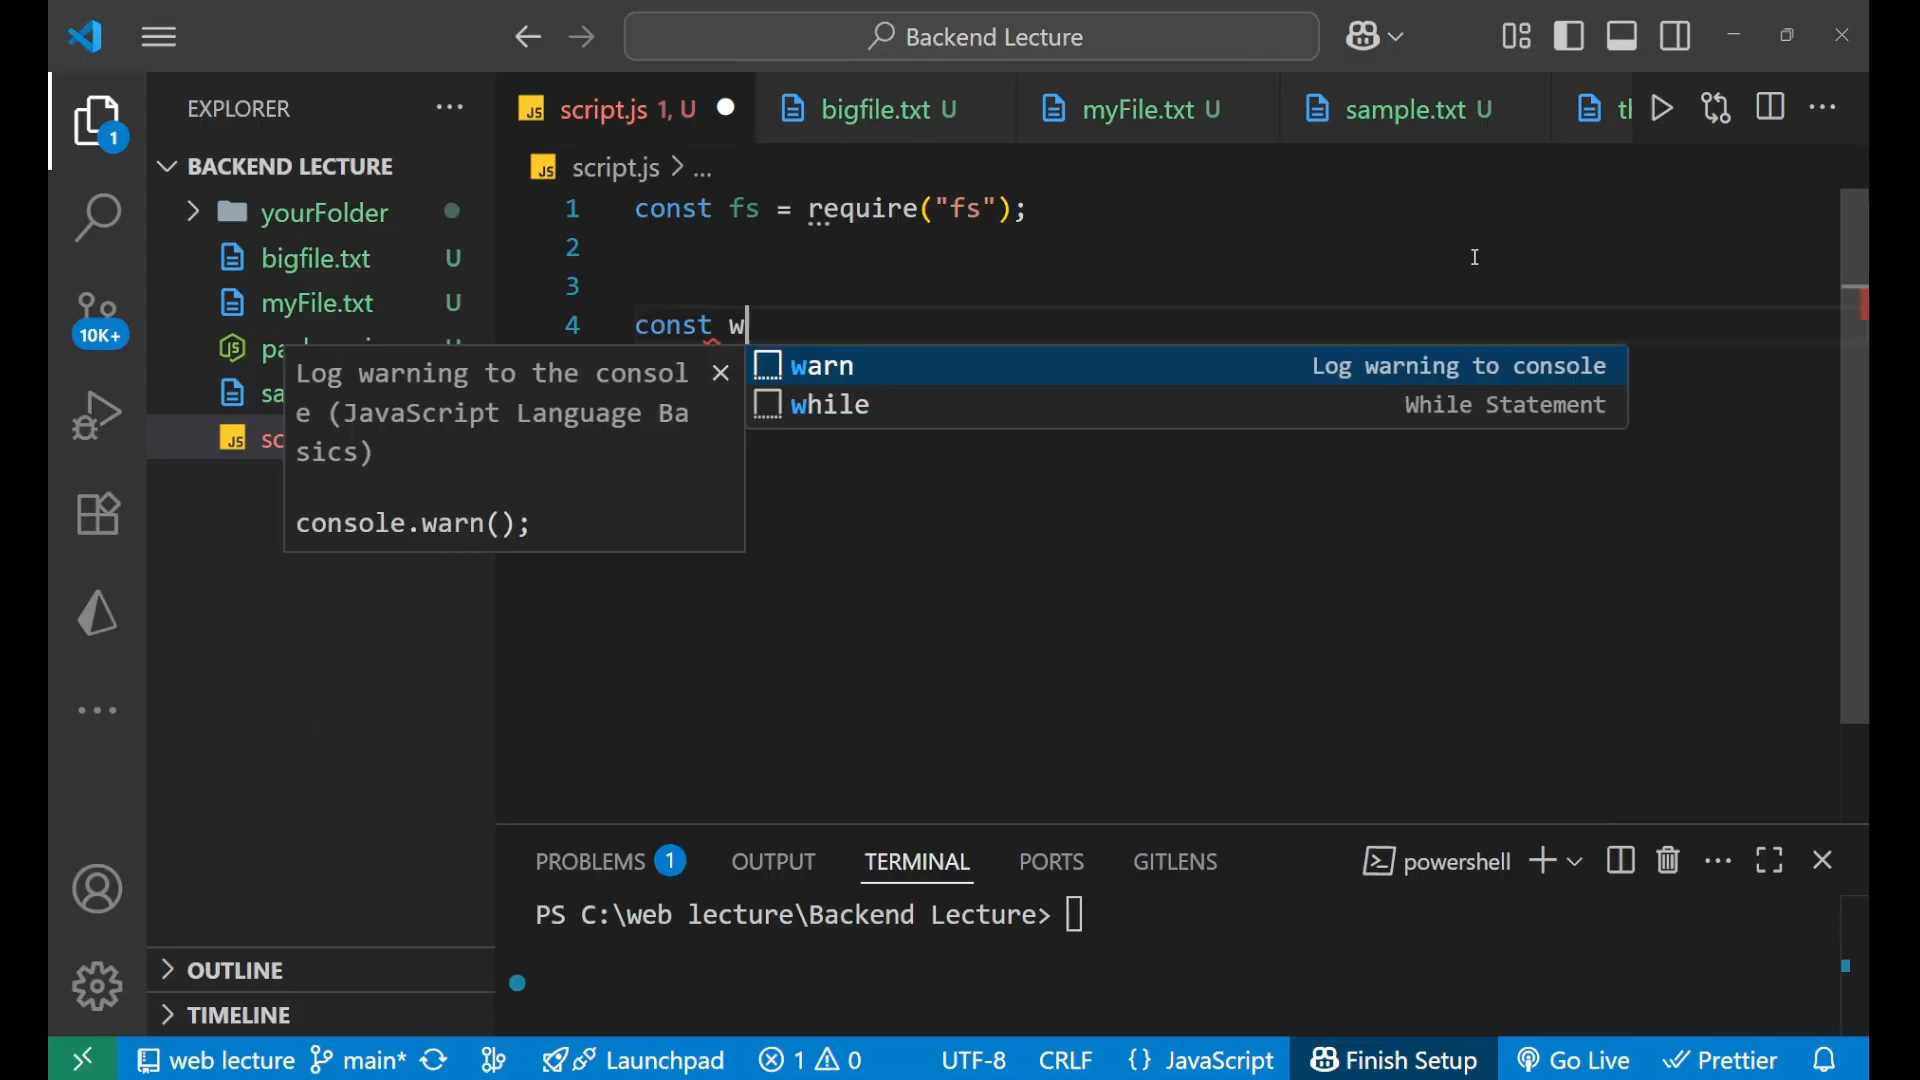 Backend Lecture
EXPLORER
script.js 1, U
bigfile.txt U
myFile.txt U
sample.txt U
1
BACKEND LECTURE
script.js > ...
yourFolder
1 const fs = require("fs");
bigfile.txt U
2
myFile.txt U
3
10K+
4 const w
Log warning to the consol
e (JavaScript Language Ba
sics)
console.warn();
warn Log warning to console
while While Statement
PROBLEMS 1 OUTPUT TERMINAL PORTS GITLENS powershell
PS C:\web lecture\Backend Lecture>
OUTLINE
TIMELINE
web lecture main* Launchpad 1 0 UTF-8 CRLF {} JavaScript Finish Setup Go Live Prettier